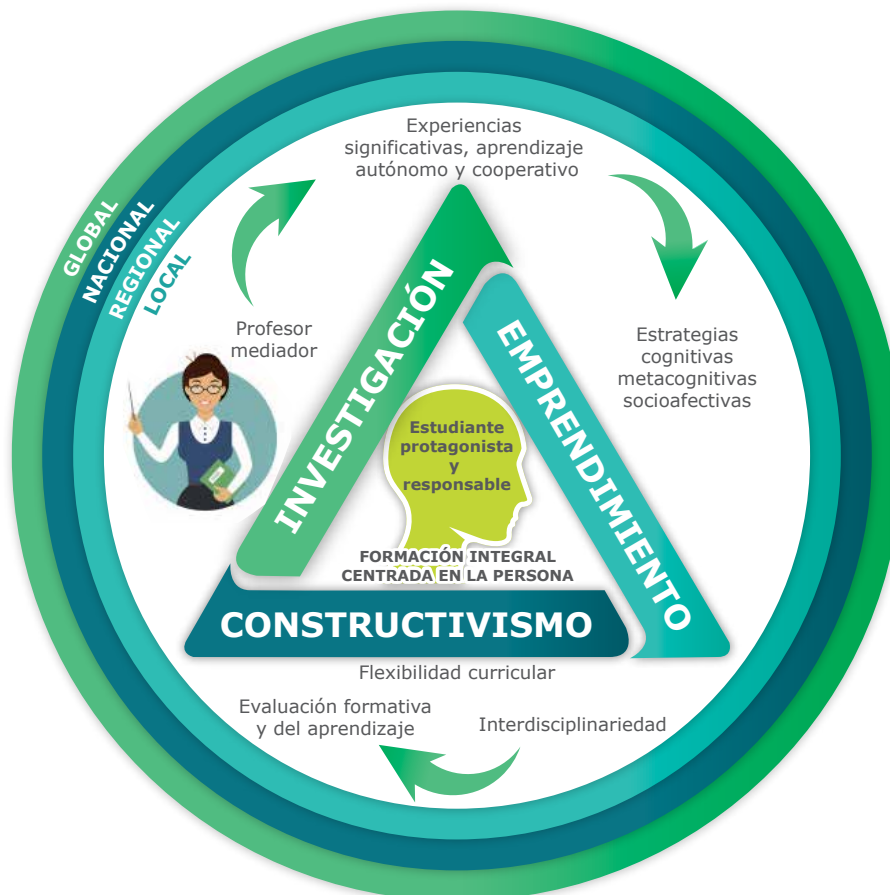 GLOBAL
NACIONAL
REGIONAL
LOCAL
Experiencias
significativas, aprendizaje
autónomo y cooperativo
Profesor
mediador
Estrategias
cognitivas
metacognitivas
socioafectivas
INVESTIGACIÓN
EMPRENDIMIENTO
Estudiante
protagonista
y
responsable
FORMACIÓN INTEGRAL
CENTRADA EN LA PERSONA
CONSTRUCTIVISMO
Flexibilidad curricular
Evaluación formativa
y del aprendizaje
Interdisciplinariedad